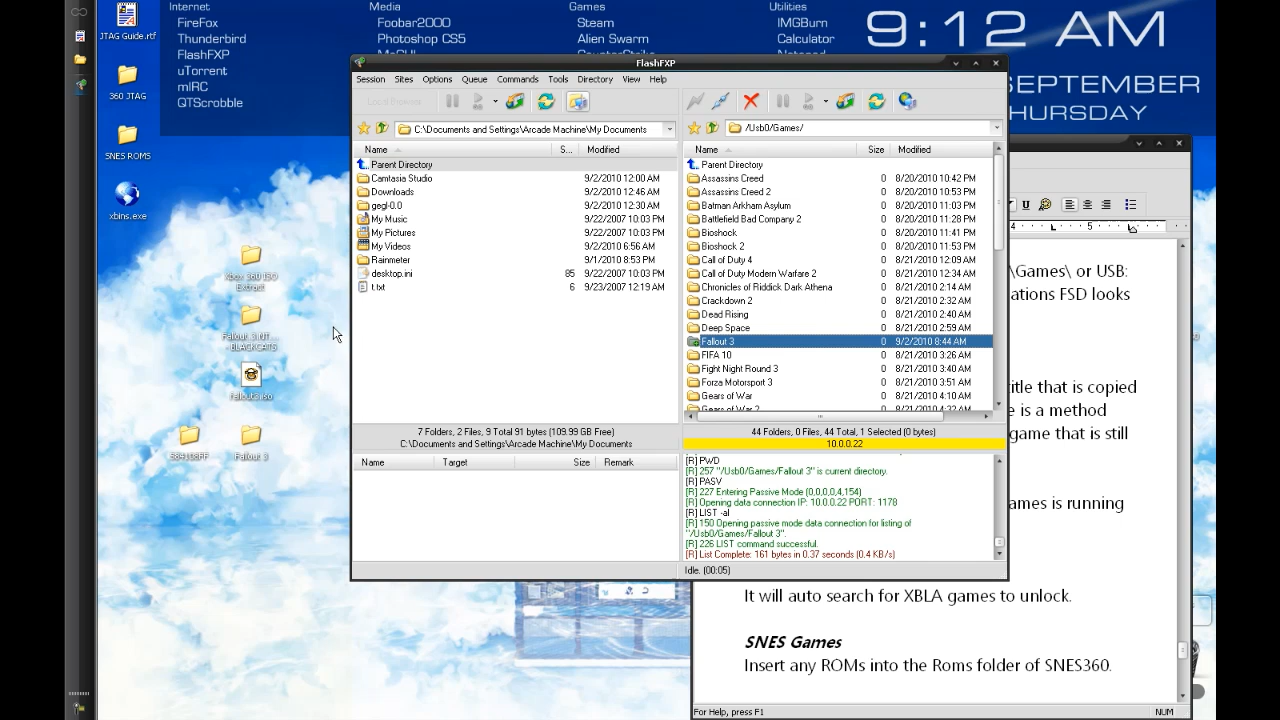 Internet
FireFox
Thunderbird
FlashFXP
uTorrent
mIRC
QTScrobble
Media
Foobar2000
Photoshop CS5
Games
Steam
Alien Swarm
Utilities
IMGBurn
Calculator
9:12 AM
SEPTEMBER
THURSDAY
JTAG Guide.rtf
360 JTAG
SNES ROMS
xbins.exe
Xbox 360 ISO
Extract
Fallout 3
FlashFXP
Session Sites Options Queue Commands Tools Directory View Help
Local Browser
C:\Documents and Settings\Arcade Machine\My Documents
Name S... Modified
Parent Directory
Camtasia Studio 9/2/2010 12:00 AM
Downloads 9/2/2010 12:46 AM
gegl-0.0 9/2/2010 12:30 AM
My Music 9/22/2007 10:03 PM
My Pictures 9/22/2007 10:03 PM
My Videos 9/2/2010 6:56 AM
Rainmeter 9/1/2010 8:53 PM
desktop.ini 85 9/22/2007 10:03 PM
t.txt 6 9/23/2007 12:19 AM
7 Folders, 2 Files, 9 Total 91 bytes (109.99 GB Free)
C:\Documents and Settings\Arcade Machine\My Documents
Name Target Size Remark
/Usb0/Games/
Name Size Modified
Parent Directory
Assassins Creed 0 8/20/2010 10:42 PM
Assassins Creed 2 0 8/20/2010 10:53 PM
Batman Arkham Asylum 0 8/20/2010 11:03 PM
Battlefield Bad Company 2 0 8/20/2010 11:28 PM
Bioshock 0 8/20/2010 11:41 PM
Bioshock 2 0 8/20/2010 11:53 PM
Call of Duty 4 0 8/21/2010 12:09 AM
Call of Duty Modern Warfare 2 0 8/21/2010 12:34 AM
Chronicles of Riddick Dark Athena 0 8/21/2010 2:14 AM
Crackdown 2 0 8/21/2010 2:32 AM
Dead Rising 0 8/21/2010 2:40 AM
Deep Space 0 8/21/2010 2:59 AM
Fallout 3 0 9/2/2010 8:44 AM
FIFA 10 0 8/21/2010 3:26 AM
Fight Night Round 3 0 8/21/2010 3:40 AM
Forza Motorsport 3 0 8/21/2010 3:51 AM
Gears of War 0 8/21/2010 4:10 AM
Gears of War 2 0 8/21/2010 4:22 AM
44 Folders, 0 Files, 44 Total, 1 Selected (0 bytes)
10.0.0.22
[R] PWD
[R] 257 "/Usb0/Games/Fallout 3" is current directory.
[R] PASV
[R] 227 Entering Passive Mode (0,0,0,0,4,154)
[R] Opening data connection IP: 10.0.0.22 PORT: 1178
[R] LIST -al
[R] 150 Opening passive mode data connection for listing of
"/Usb0/Games/Fallout 3".
[R] 226 LIST command successful.
[R] List Complete: 161 bytes in 0.37 seconds (0.4 KB/s)
Idle. (00:05)
4 5
\Games\ or USB:
ations FSD looks
itle that is copied
e is a method
game that is still
ames is running
It will auto search for XBLA games to unlock.
SNES Games
Insert any ROMs into the Roms folder of SNES360.
For Help, press F1
NUM